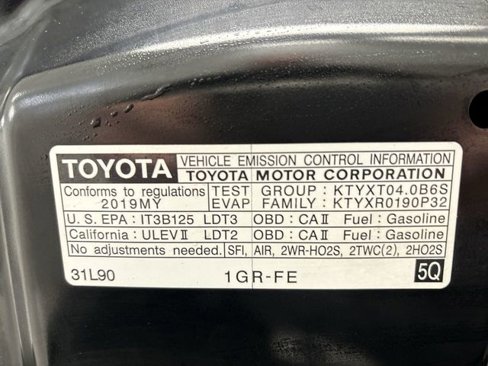 TOYOTA VEHICLE EMISSION CONTROL INFORMATION
TOYOTA MOTOR CORPORATION
Conforms to regulations TEST GROUP : KTYXT04.0B6S
2019MY EVAP FAMILY : KTYXR0190P32
U.S. EPA : IT3B125 LDT3 OBD : CAⅡ Fuel : Gasoline
California : ULEVⅡ LDT2 OBD : CAⅡ Fuel : Gasoline
No adjustments needed. SFI, AIR, 2WR-HO2S, 2TWC(2), 2HO2S
31L90 1GR-FE 5Q